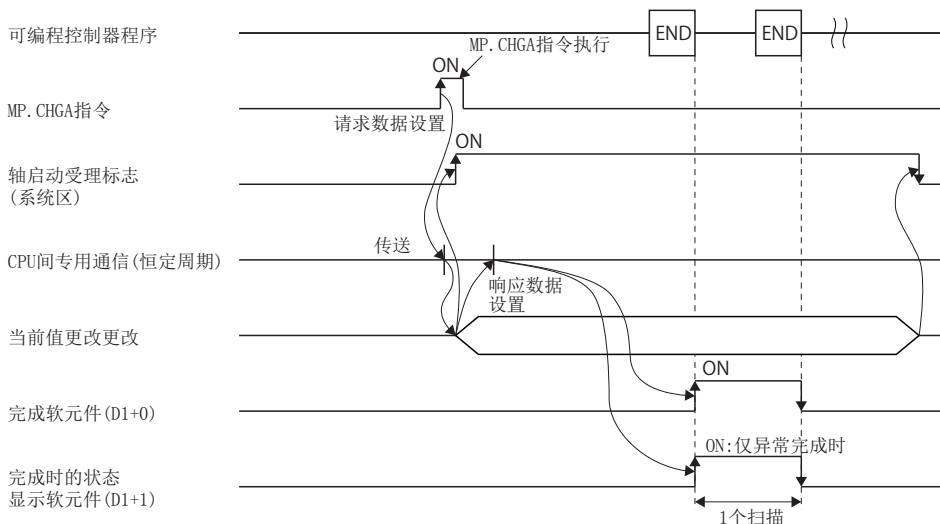 可编程控制器程序
END
END
MP.CHGA指令执行
ON
MP.CHGA指令
请求数据设置
ON
轴启动受理标志
(系统区)
传送
CPU间专用通信(恒定周期)
响应数据
设置
当前值更改更改
ON
完成软元件(D1+0)
ON:仅异常完成时
完成时的状态
显示软元件(D1+1)
1个扫描